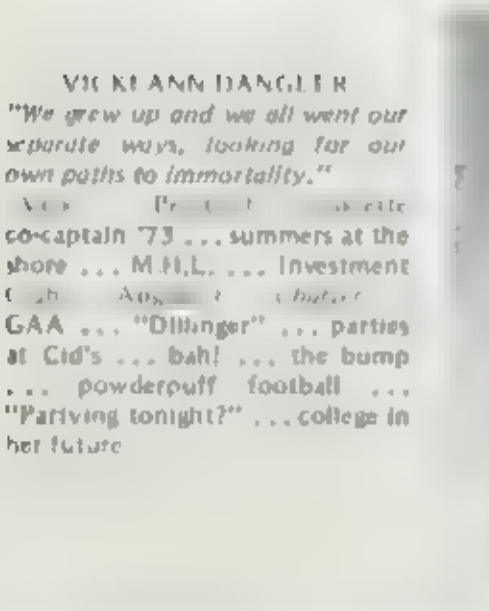 VICKI ANN DANGLER
"We grew up and we all went our
separate ways, looking for our
own paths to immortality."
co-captain '73 ... summers at the
shore ... M.H.L. ... Investment
GAA ... "Dillinger" ... parties
at Cid's ... bah! ... the bump
... powderpuff football ...
"Partying tonight?" ... college in
her future